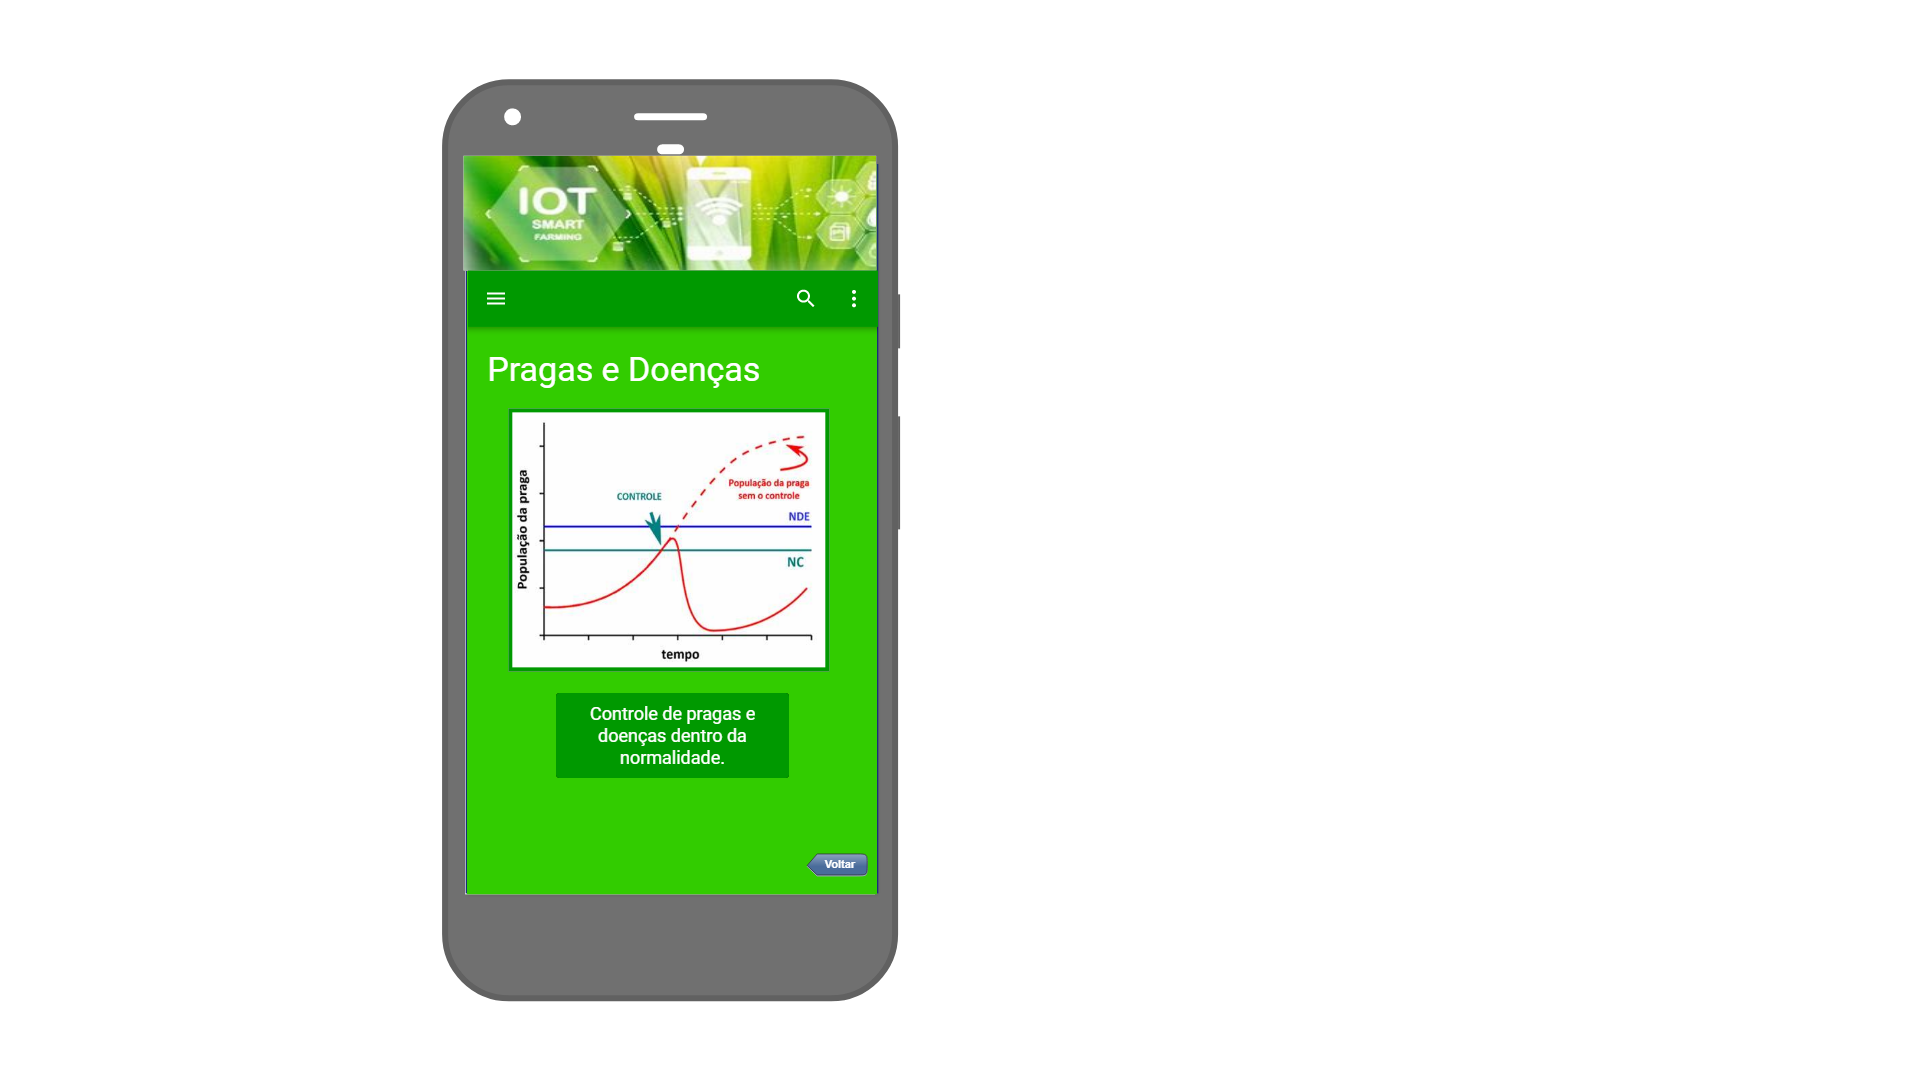 IOT
SMART
FARMING
Pragas e Doenças
População da praga
CONTROLE
População da praga
sem o controle
NDE
NC
tempo
Controle de pragas e
doenças dentro da
normalidade.
Voltar